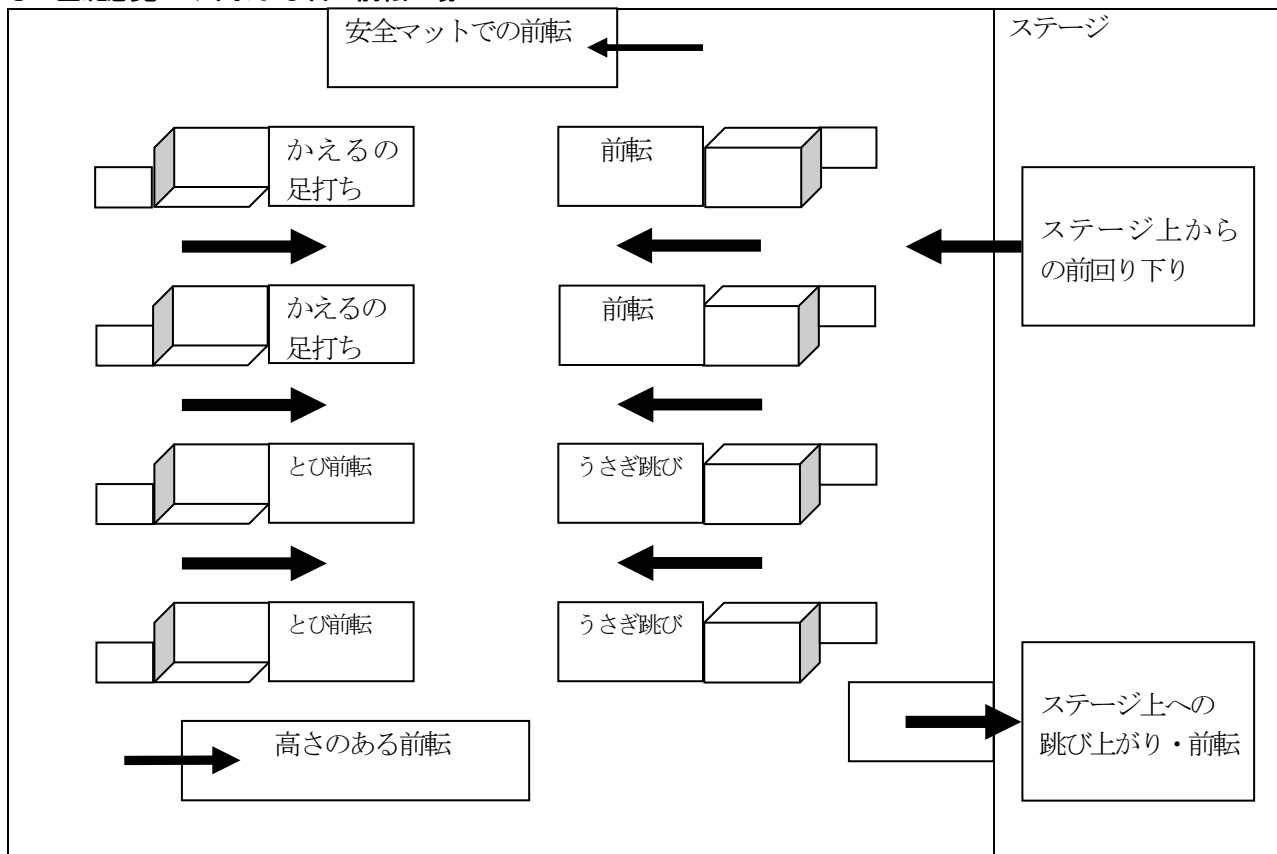 安全マットでの前転
ステージ
かえるの
足打ち
前転
ステージ上から
の前回り下り
かえるの
足打ち
前転
とび前転
うさぎ跳び
とび前転
うさぎ跳び
ステージ上への
跳び上がり・前転
高さのある前転